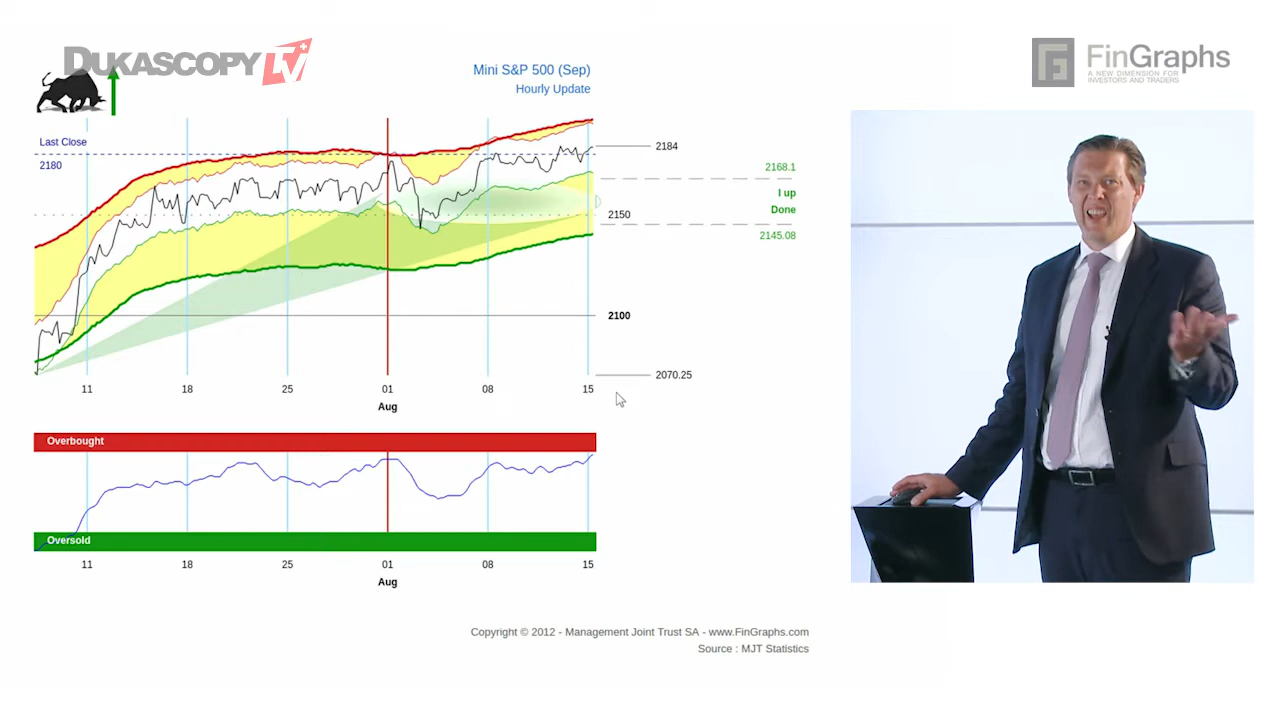 DUKASCOPY TV
FinGraphs
A NEW DIMENSION FOR
INVESTORS AND TRADERS
Mini S&P 500 (Sep)
Hourly Update
Last Close
2180
2184
2168.1
I up
Done
2150
2145.08
2100
2070.25
11 18 25 01 08 15
Aug
Overbought
Oversold
11 18 25 01 08 15
Aug
Copyright © 2012 - Management Joint Trust SA - www.FinGraphs.com
Source : MJT Statistics